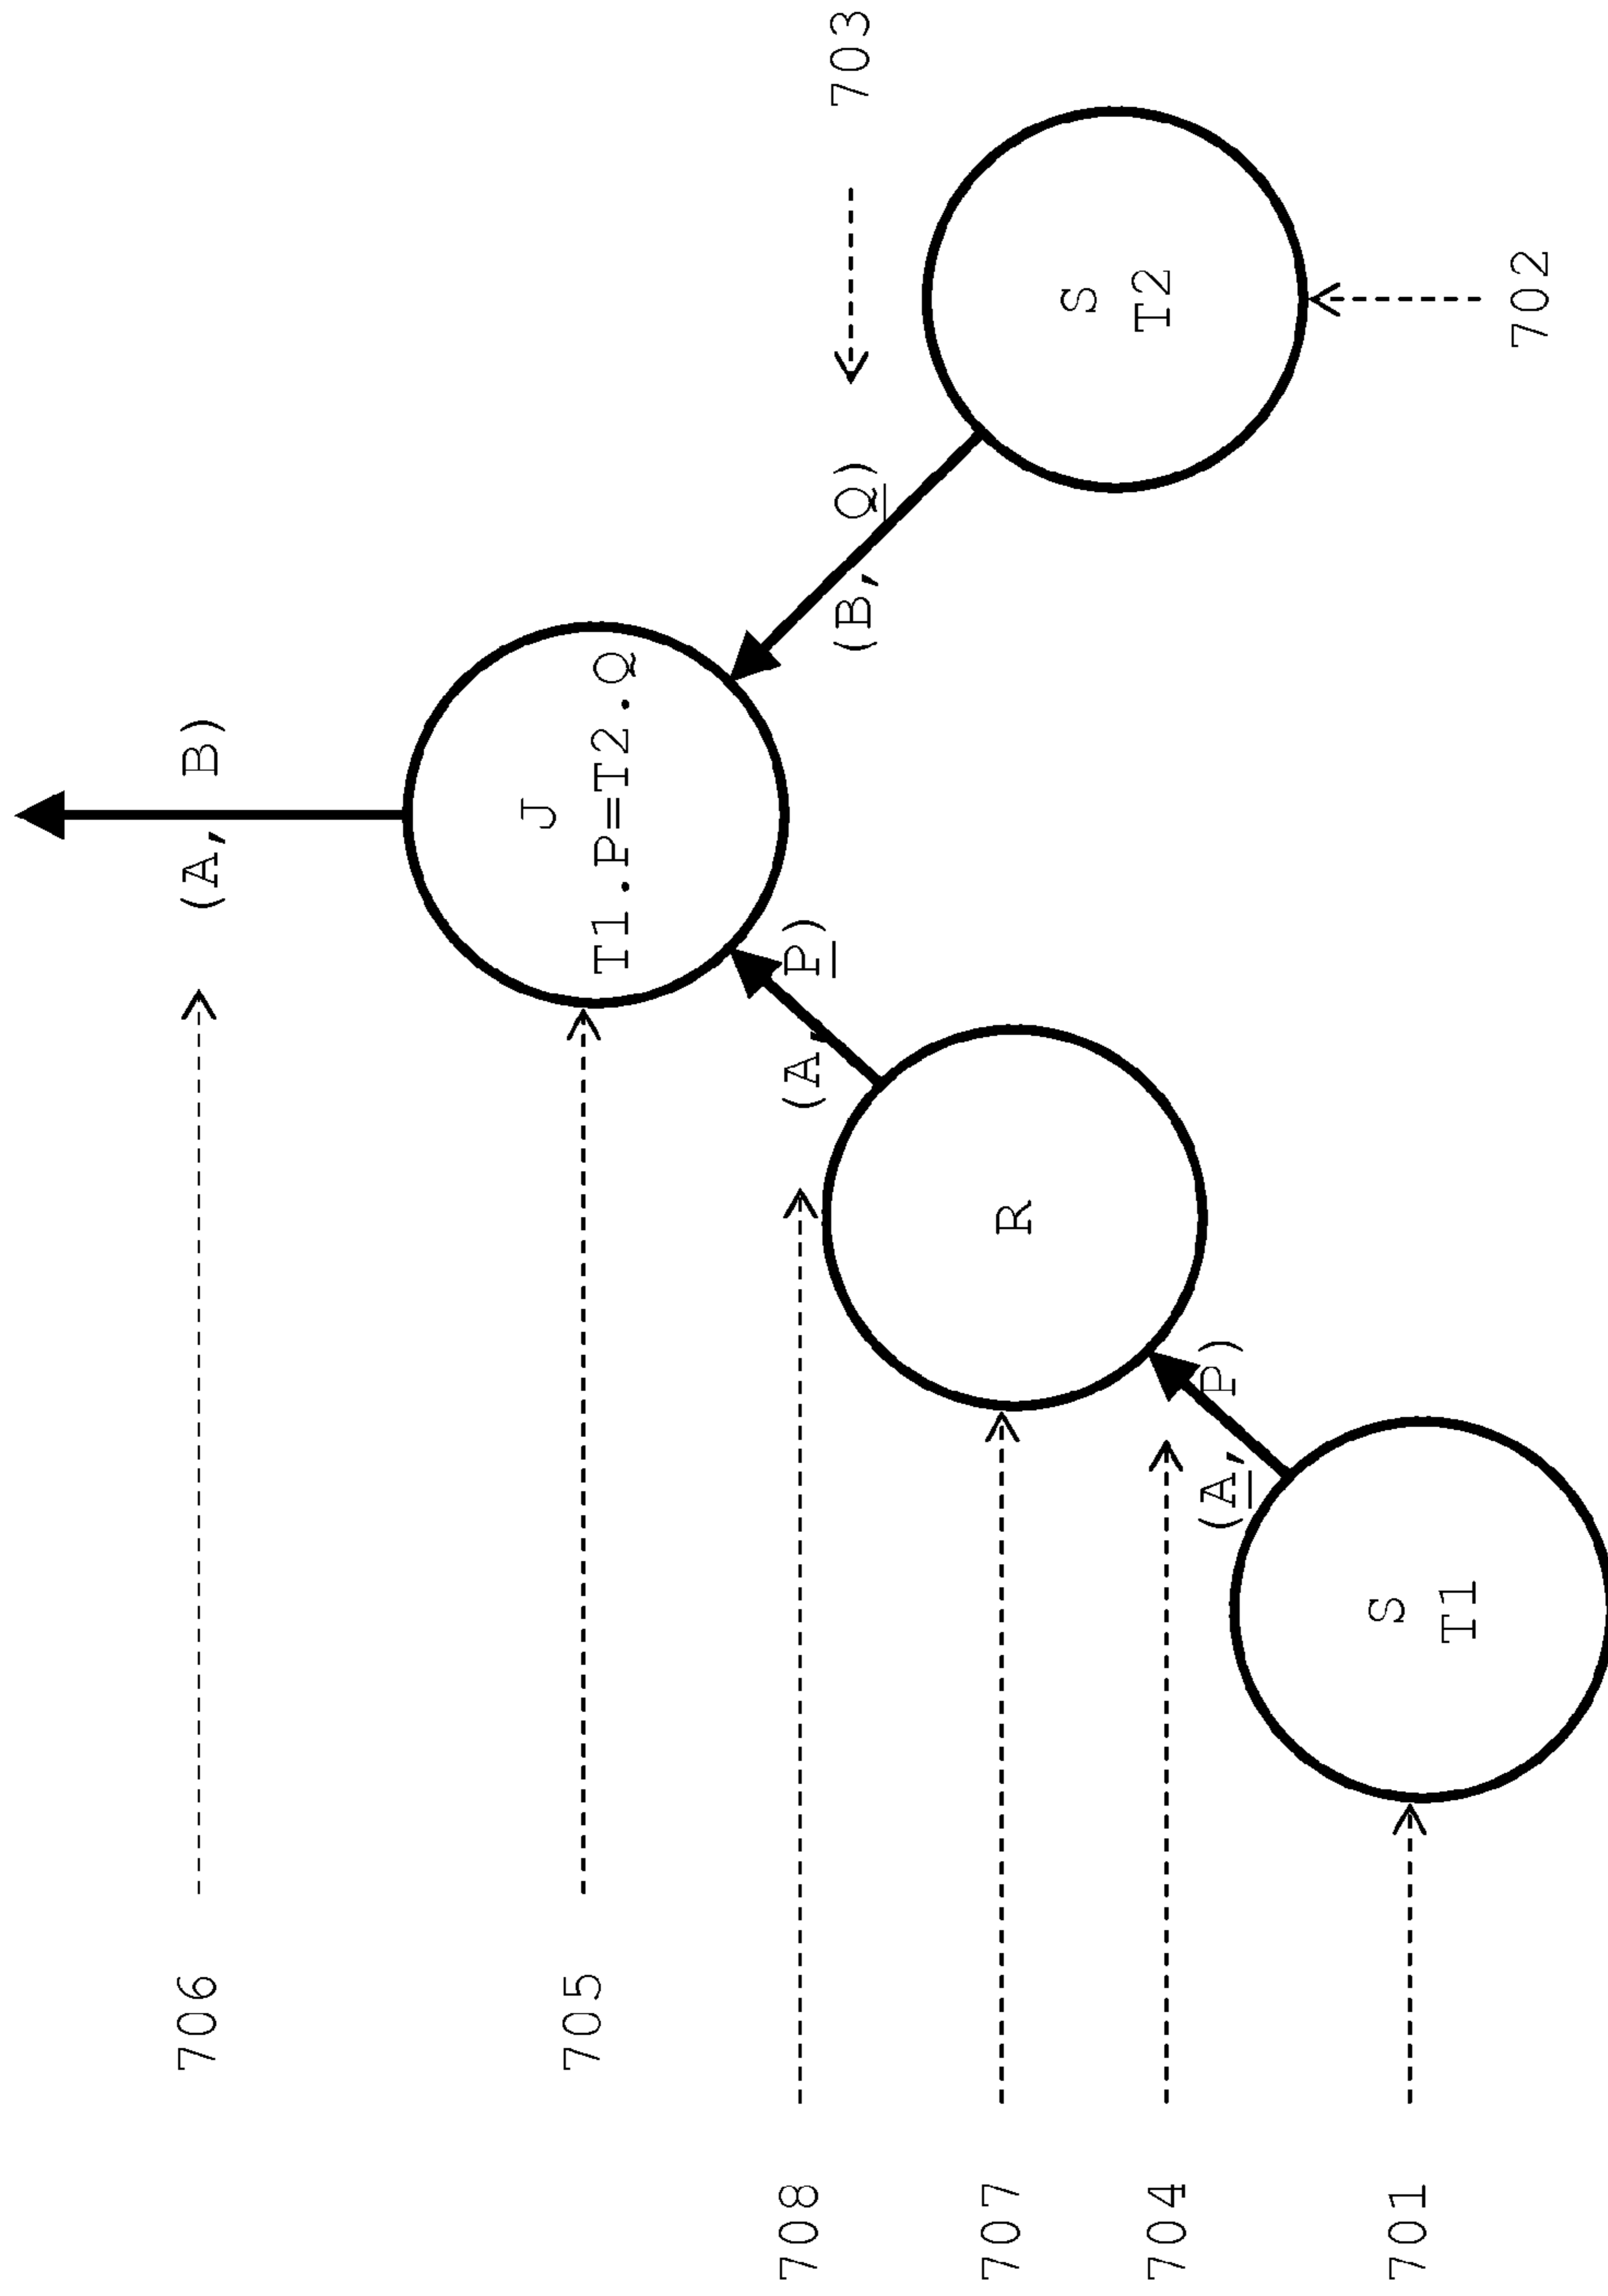 706
(A, B)
705
J
T1.P=T2.Q
708
(A, P)
703
(B, Q)
707
R
S
T2
704
(A, P)
702
701
S
T1